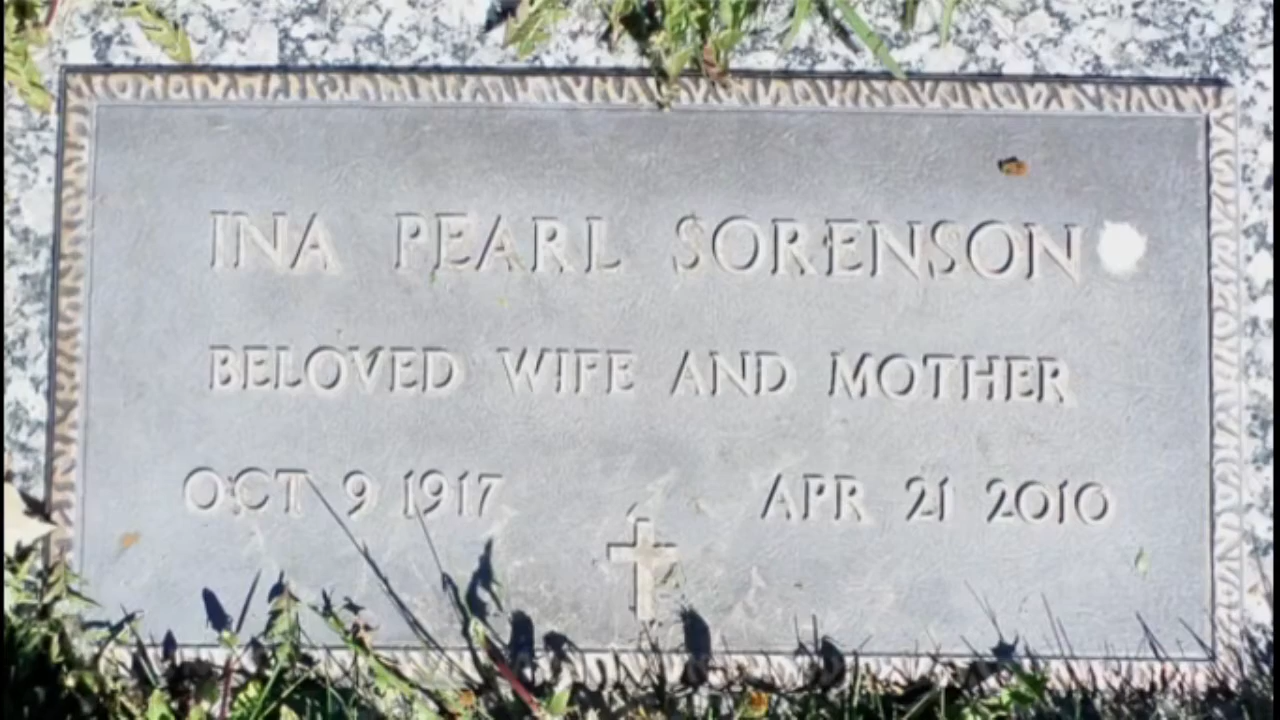 INA PEARL SORENSON
BELOVED WIFE AND MOTHER
OCT 9 1917 APR 21 2010